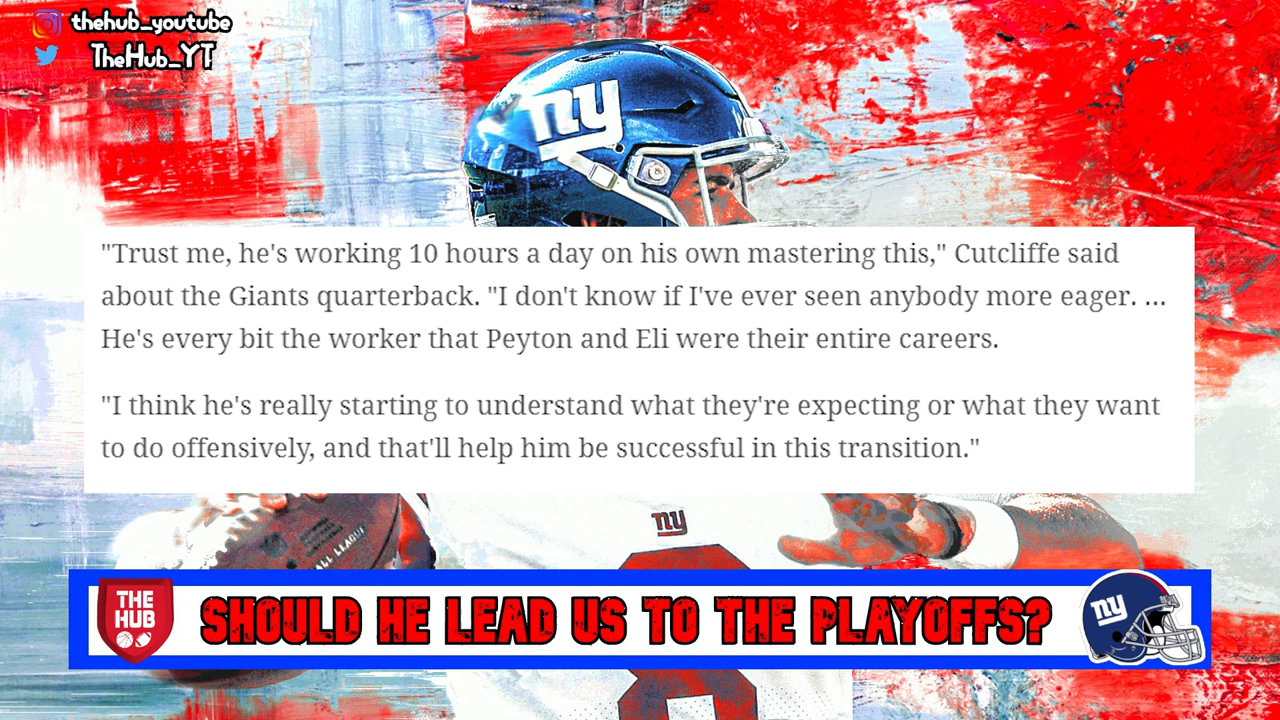 thehub_youtube
TheHub_YT
ny
"Trust me, he's working 10 hours a day on his own mastering this," Cutcliffe said
about the Giants quarterback. "I don't know if I've ever seen anybody more eager. ...
He's every bit the worker that Peyton and Eli were their entire careers.
"I think he's really starting to understand what they're expecting or what they want
to do offensively, and that'll help him be successful in this transition."
ny
8
THE
HUB
SHOULD HE LEAD US TO THE PLAYOFFS?
ny